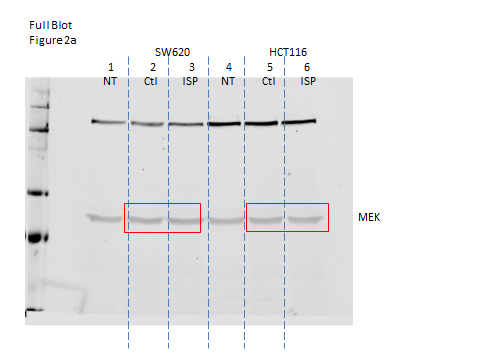 Full Blot
Figure 2a
SW620 HCT116
1 2 3 4 5 6
NT Ctl ISP NT Ctl ISP
MEK